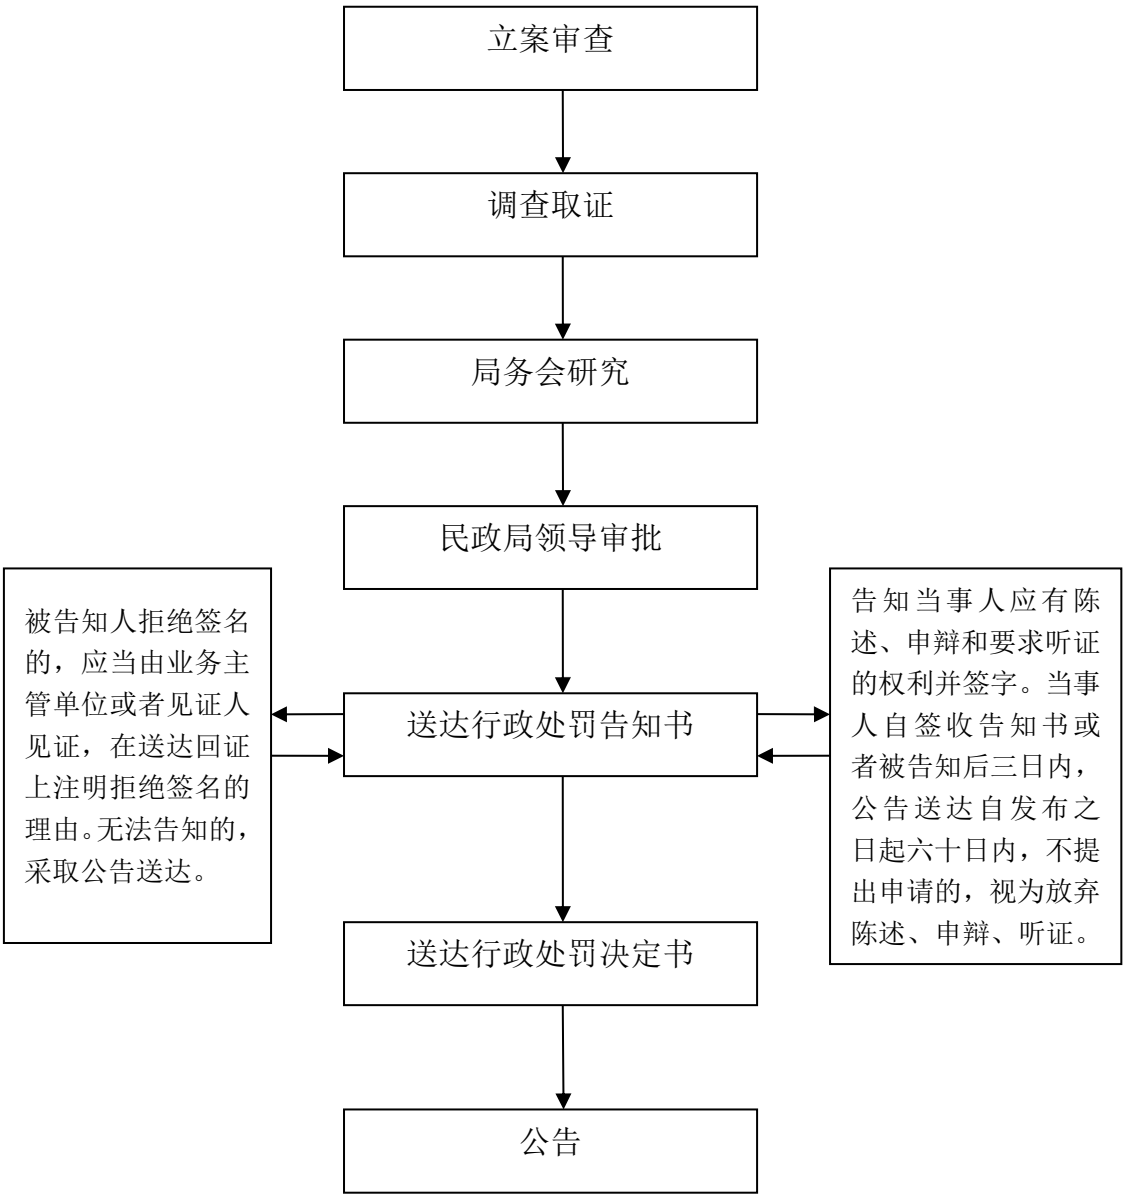 立案审查
调查取证
局务会研究
民政局领导审批
被告知人拒绝签名
的，应当由业务主
管单位或者见证人
见证，在送达回证
上注明拒绝签名的
理由。无法告知的，
采取公告送达。
送达行政处罚告知书
告知当事人应有陈
述、申辩和要求听证
的权利并签字。当事
人自签收告知书或
者被告知后三日内，
公告送达自发布之
日起六十日内，不提
出申请的，视为放弃
陈述、申辩、听证。
送达行政处罚决定书
公告